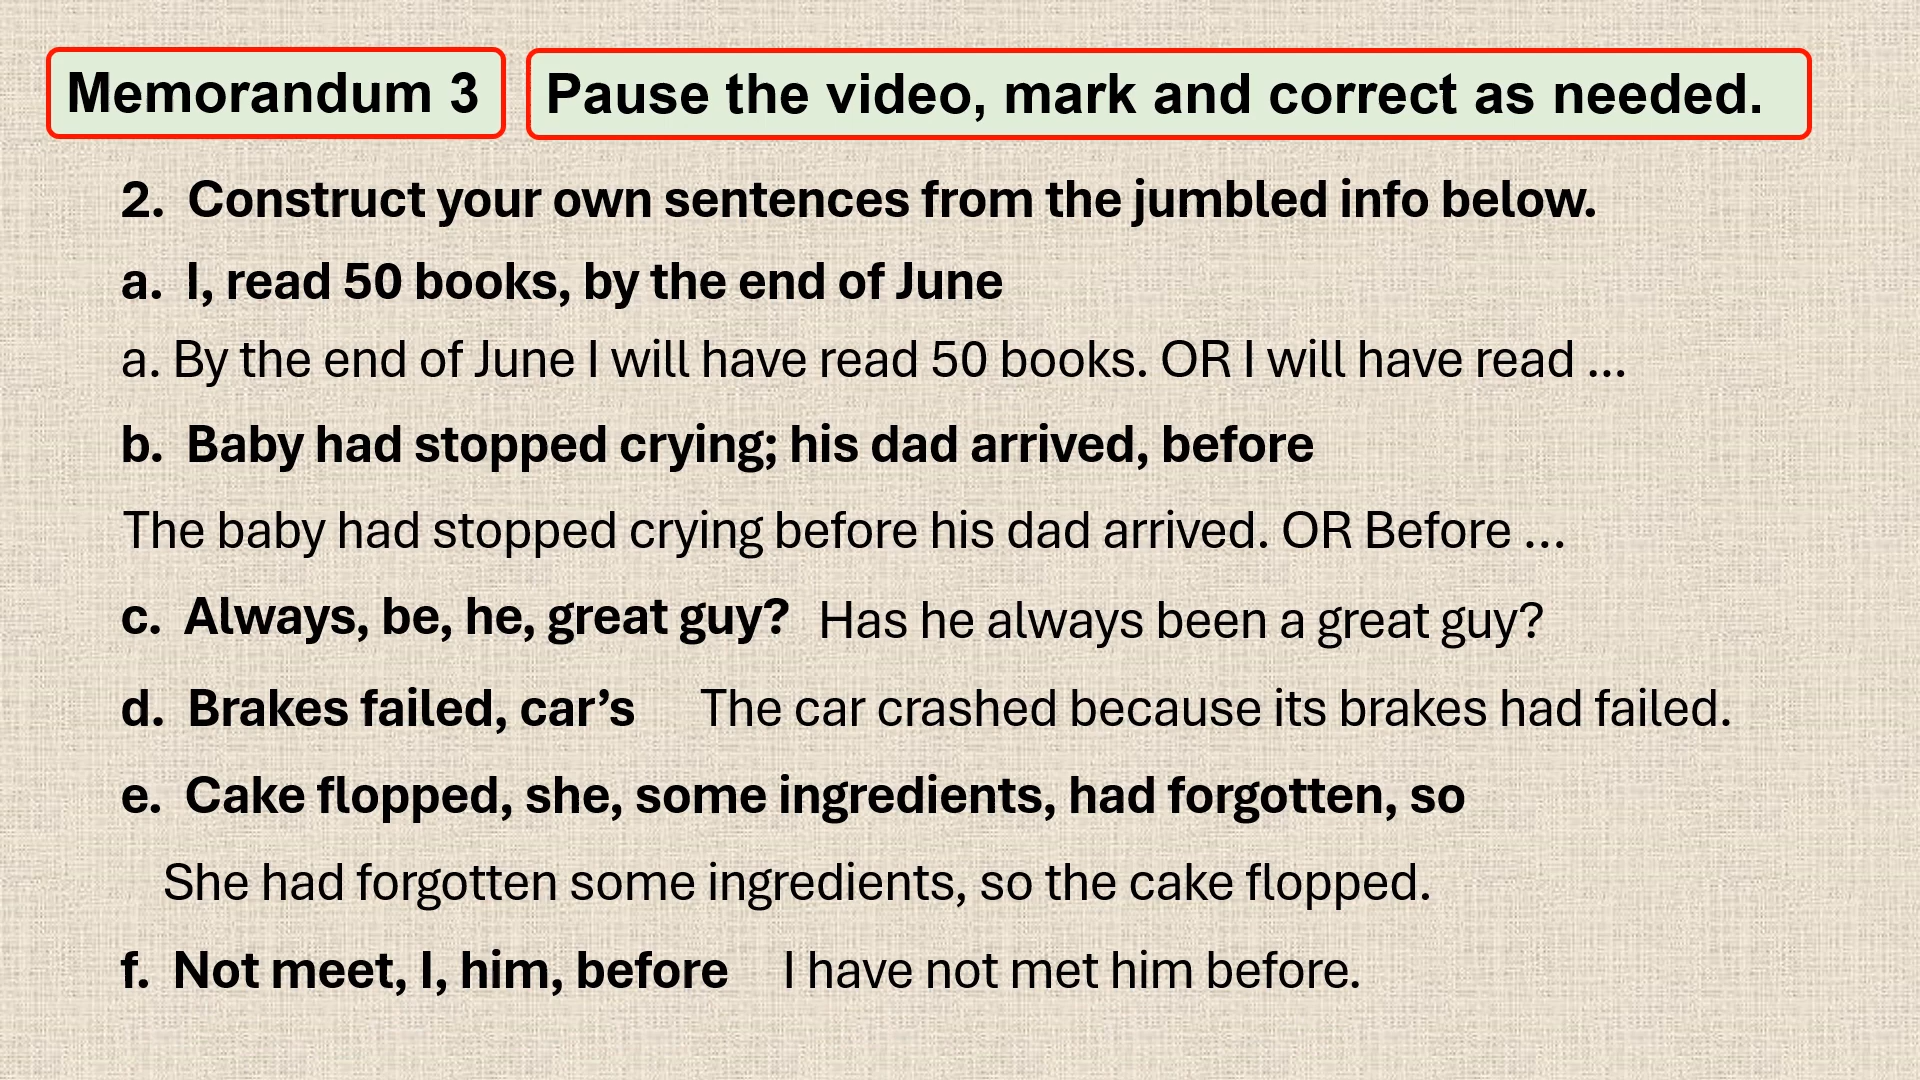 Memorandum 3
Pause the video, mark and correct as needed.
2. Construct your own sentences from the jumbled info below.
a. I, read 50 books, by the end of June
a. By the end of June I will have read 50 books. OR I will have read ...
b. Baby had stopped crying; his dad arrived, before
The baby had stopped crying before his dad arrived. OR Before ...
c. Always, be, he, great guy? Has he always been a great guy?
d. Brakes failed, car’s The car crashed because its brakes had failed.
e. Cake flopped, she, some ingredients, had forgotten, so
She had forgotten some ingredients, so the cake flopped.
f. Not meet, I, him, before I have not met him before.